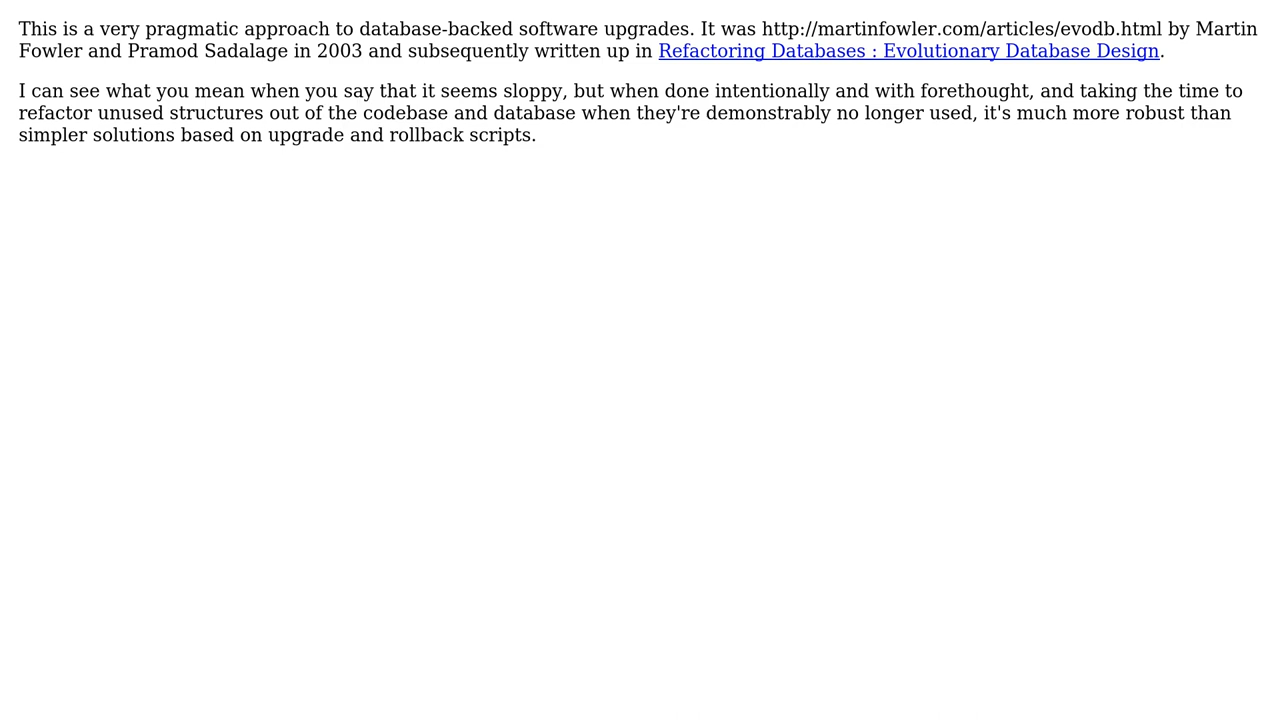 This is a very pragmatic approach to database-backed software upgrades. It was http://martinfowler.com/articles/evodb.html by Martin
Fowler and Pramod Sadalage in 2003 and subsequently written up in Refactoring Databases : Evolutionary Database Design.
I can see what you mean when you say that it seems sloppy, but when done intentionally and with forethought, and taking the time to
refactor unused structures out of the codebase and database when they're demonstrably no longer used, it's much more robust than
simpler solutions based on upgrade and rollback scripts.